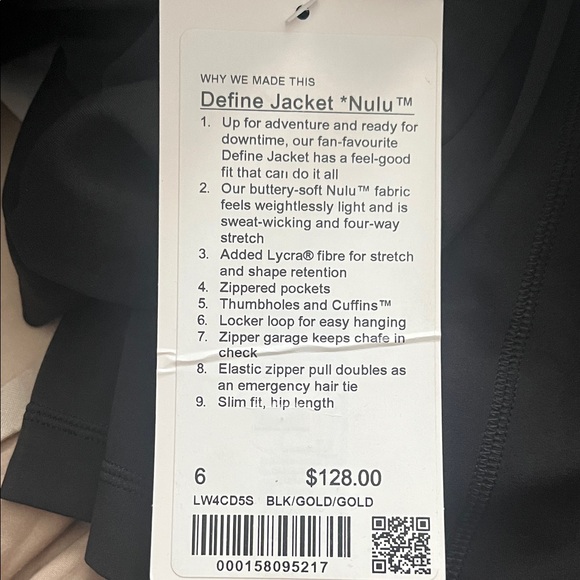 WHY WE MADE THIS
Define Jacket *Nulu™
1. Up for adventure and ready for
downtime, our fan-favourite
Define Jacket has a feel-good
fit that can do it all
2. Our buttery-soft Nulu™ fabric
feels weightlessly light and is
sweat-wicking and four-way
stretch
3. Added Lycra® fibre for stretch
and shape retention
4. Zippered pockets
5. Thumbholes and Cuffins™
6. Locker loop for easy hanging
7. Zipper garage keeps chafe in
check
8. Elastic zipper pull doubles as
an emergency hair tie
9. Slim fit, hip length
6 $128.00
LW4CD5S BLK/GOLD/GOLD
000158095217